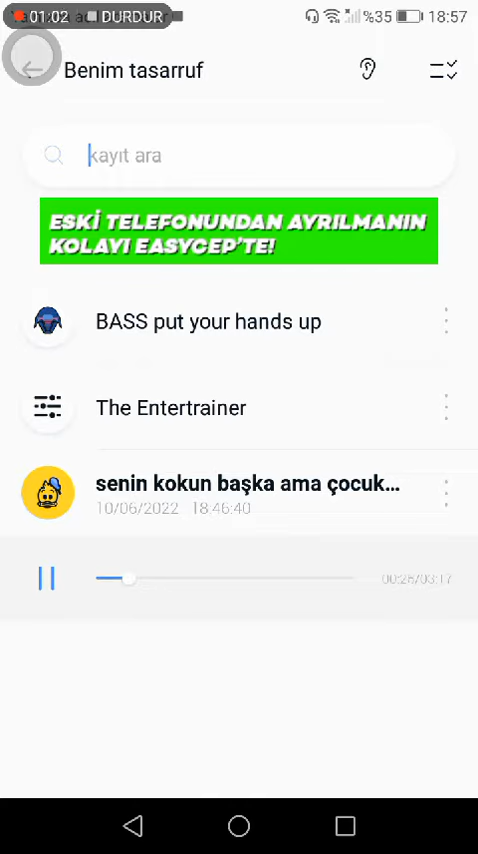 01:02 DURDUR
%35 18:57
Benim tasarruf
kayıt ara
ESKİ TELEFONUNDAN AYRILMANIN
KOLAYI EASYCEP'TE!
BASS put your hands up
The Entertrainer
senin kokun başka ama çocuk...
10/06/2022 18:46:40
00:26/03:17